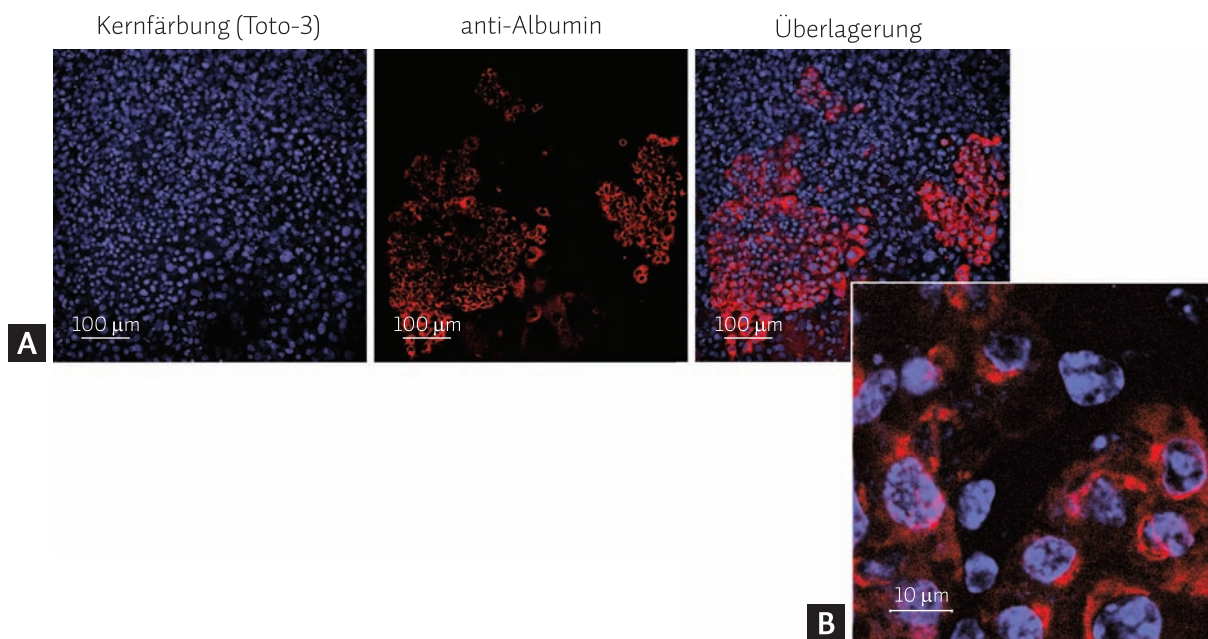 Kernfärbung (Toto-3)
anti-Albumin
Überlagerung
100 µm
100 µm
100 µm
A
10 µm
B